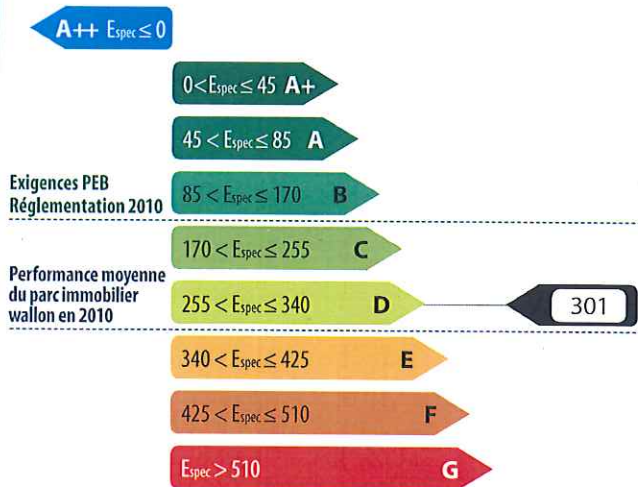 A++ Espec ≤ 0
0 < Espec ≤ 45 A+
45 < Espec ≤ 85 A
Exigences PEB
Réglementation 2010
85 < Espec ≤ 170 B
170 < Espec ≤ 255 C
Performance moyenne
du parc immobilier
wallon en 2010
255 < Espec ≤ 340 D
301
340 < Espec ≤ 425 E
425 < Espec ≤ 510 F
Espec > 510 G